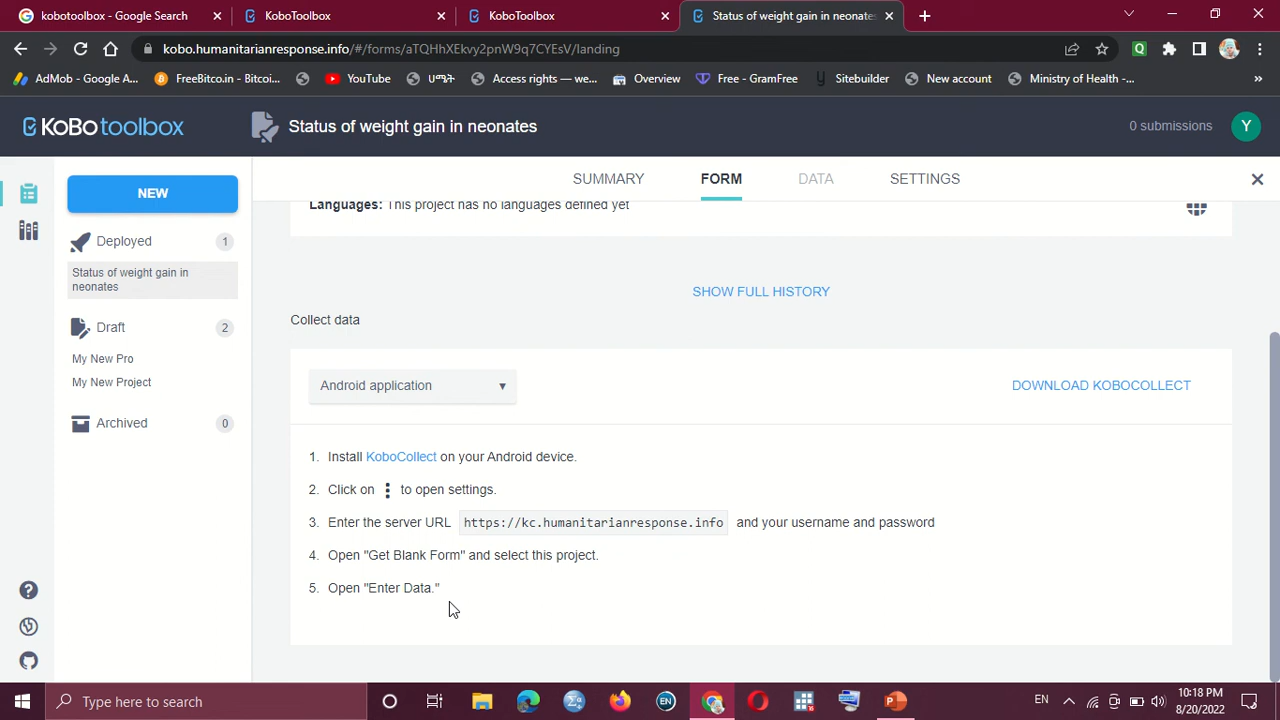 kobotoolbox - Google Search
KoboToolbox
KoboToolbox
Status of weight gain in neonates
kobo.humanitarianresponse.info/#/forms/aTQHhXEkvy2pnW9q7CYEsV/landing
AdMob - Google A...
FreeBitco.in - Bitcoi...
YouTube
ህማት
Access rights — we...
Overview
Free - GramFree
Sitebuilder
New account
Ministry of Health -...
KoBo toolbox
Status of weight gain in neonates
0 submissions
Y
NEW
SUMMARY
FORM
DATA
SETTINGS
Languages: This project has no languages defined yet
Deployed
1
Status of weight gain in
neonates
Draft
2
My New Pro
My New Project
Archived
0
SHOW FULL HISTORY
Collect data
Android application
DOWNLOAD KOBOCOLLECT
1. Install KoboCollect on your Android device.
2. Click on ⋮ to open settings.
3. Enter the server URL https://kc.humanitarianresponse.info and your username and password
4. Open "Get Blank Form" and select this project.
5. Open "Enter Data."
Type here to search
EN
EN
10:18 PM
8/20/2022